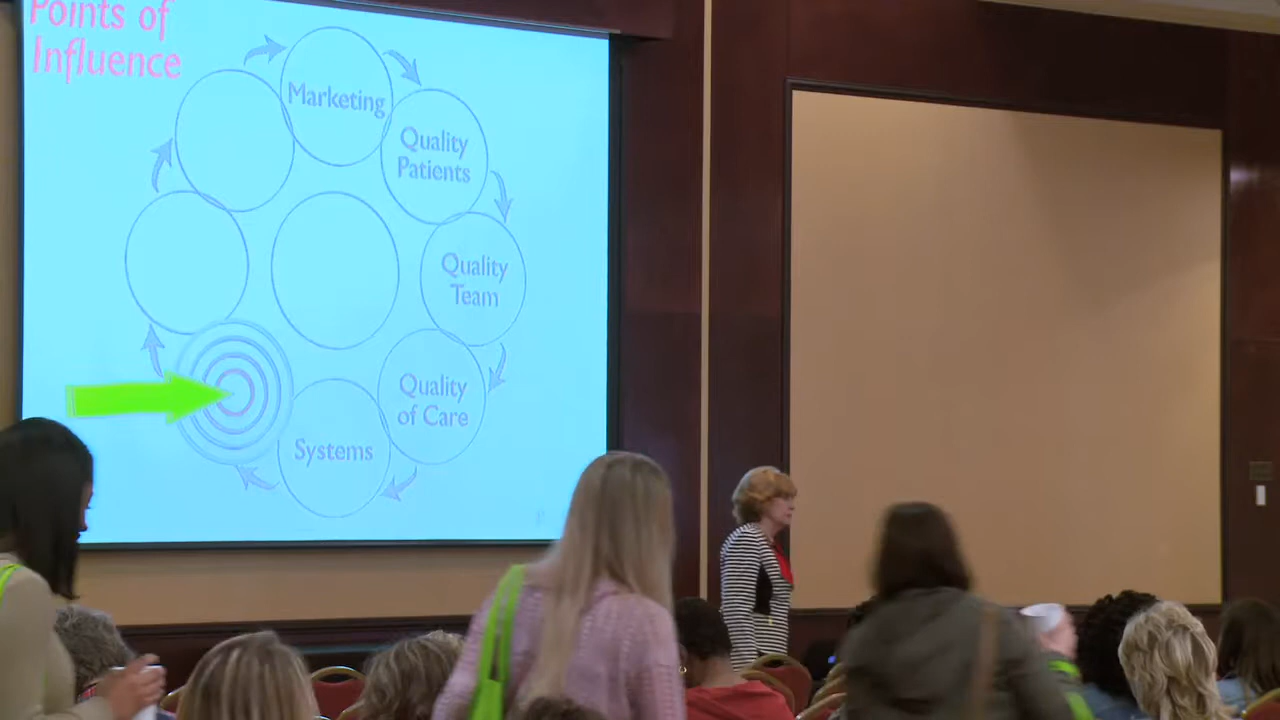 Points of
Influence
Marketing
Quality
Patients
Quality
Team
Quality
of Care
Systems